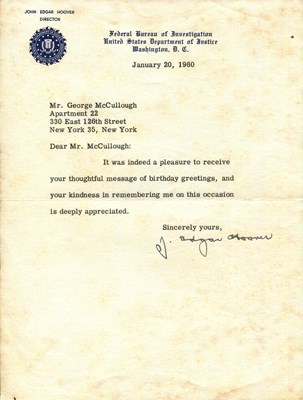 JOHN EDGAR HOOVER
DIRECTOR
Federal Bureau of Investigation
United States Department of Justice
Washington, D. C.
January 20, 1960
Mr. George McCullough
Apartment 22
330 East 126th Street
New York 35, New York
Dear Mr. McCullough:
It was indeed a pleasure to receive
your thoughtful message of birthday greetings, and
your kindness in remembering me on this occasion
is deeply appreciated.
Sincerely yours,
J. Edgar Hoover